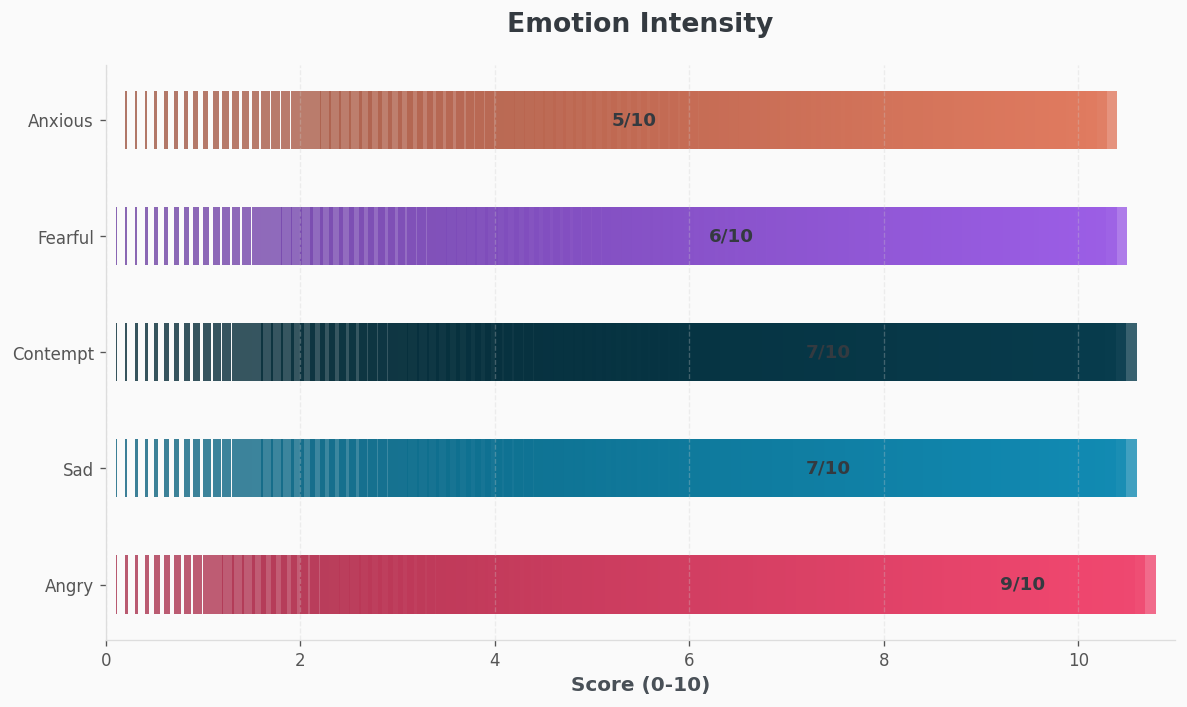 Emotion Intensity
Anxious
5/10
Fearful
6/10
Contempt
7/10
Sad
7/10
Angry
9/10
0 2 4 6 8 10
Score (0-10)